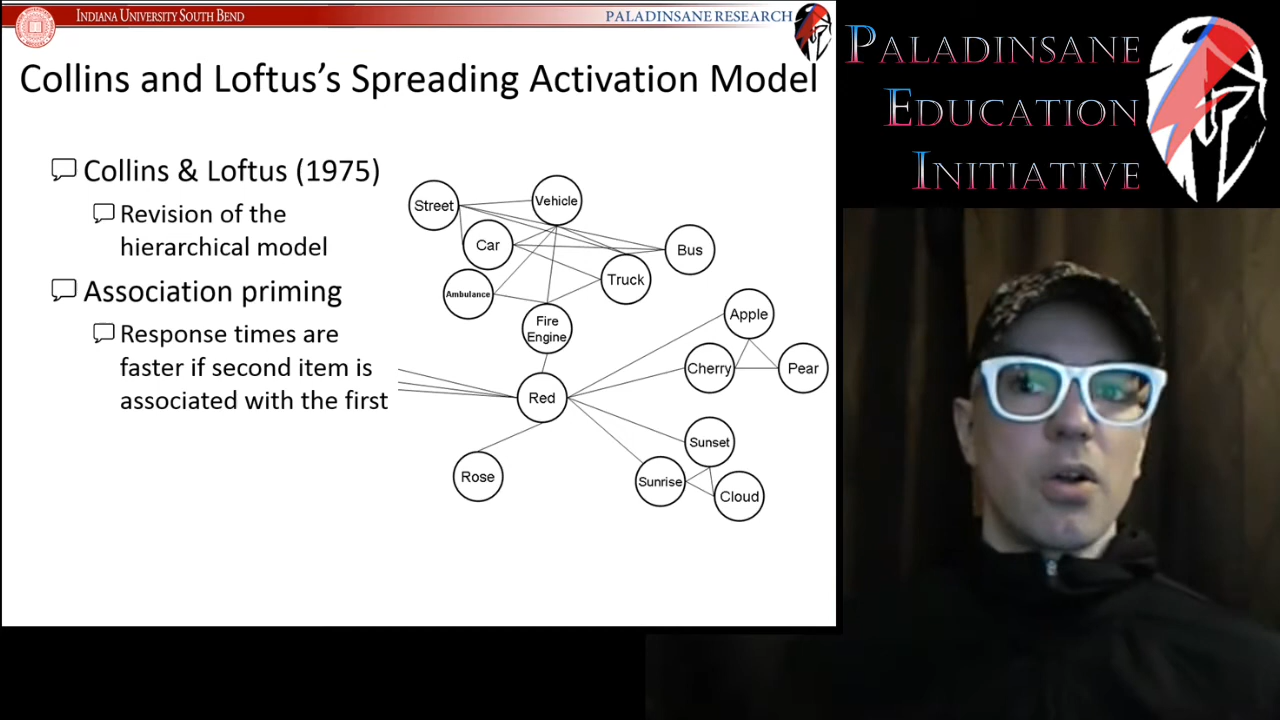 INDIANA UNIVERSITY SOUTH BEND
PALADINSANE RESEARCH
Collins and Loftus's Spreading Activation Model
Collins & Loftus (1975)
Revision of the
hierarchical model
Association priming
Response times are
faster if second item is
associated with the first
Street
Vehicle
Car
Bus
Truck
Ambulance
Fire
Engine
Apple
Cherry
Pear
Red
Sunset
Rose
Sunrise
Cloud
PALADINSANE
EDUCATION
INITIATIVE